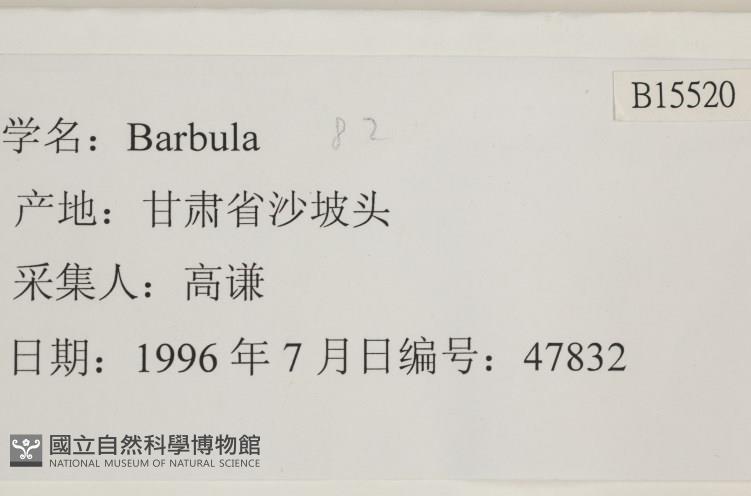 B15520
学名：Barbula 82
产地：甘肃省沙坡头
采集人：高谦
日期：1996 年 7 月日编号：47832
國立自然科學博物館
NATIONAL MUSEUM OF NATURAL SCIENCE